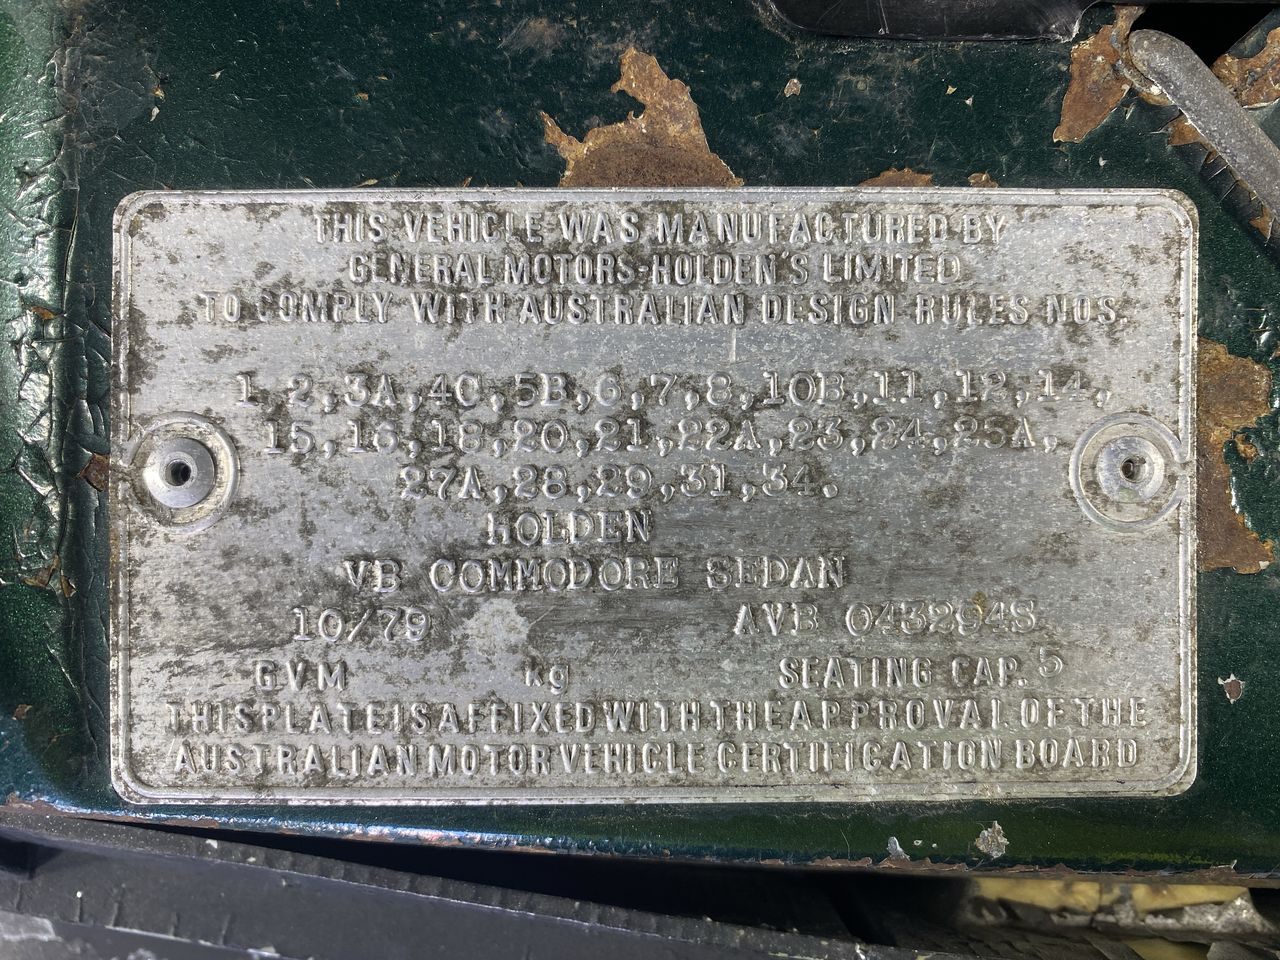 THIS VEHICLE WAS MANUFACTURED BY
GENERAL MOTORS-HOLDEN'S LIMITED
TO COMPLY WITH AUSTRALIAN DESIGN RULES NOS.
1,2,3A,4C,5B,6,7,8,10B,11,12,14,
15,16,18,20,21,22A,23,24,25A,
27A,28,29,31,34.
HOLDEN
VB COMMODORE SEDAN
10/79 AVB 043294S
GVM kg SEATING CAP. 5
THIS PLATE IS AFFIXED WITH THE APPROVAL OF THE
AUSTRALIAN MOTOR VEHICLE CERTIFICATION BOARD